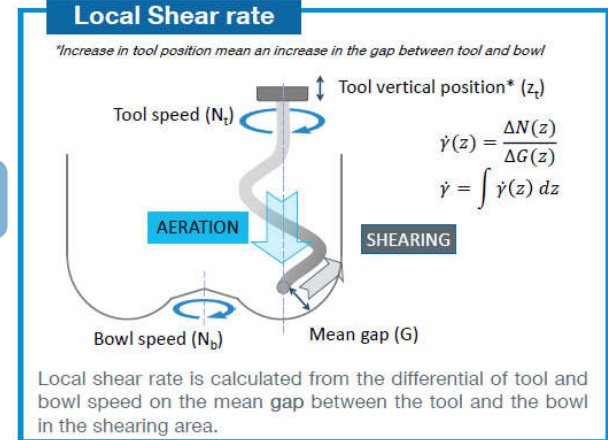 Local Shear rate
*Increase in tool position mean an increase in the gap between tool and bowl
Tool vertical position* (zₜ)
Tool speed (Nₜ)
γ̇(z) = ΔN(z)/ΔG(z)
γ̇ = ∫ γ̇(z) dz
AERATION
SHEARING
Bowl speed (N_b)
Mean gap (G)
Local shear rate is calculated from the differential of tool and
bowl speed on the mean gap between the tool and the bowl
in the shearing area.